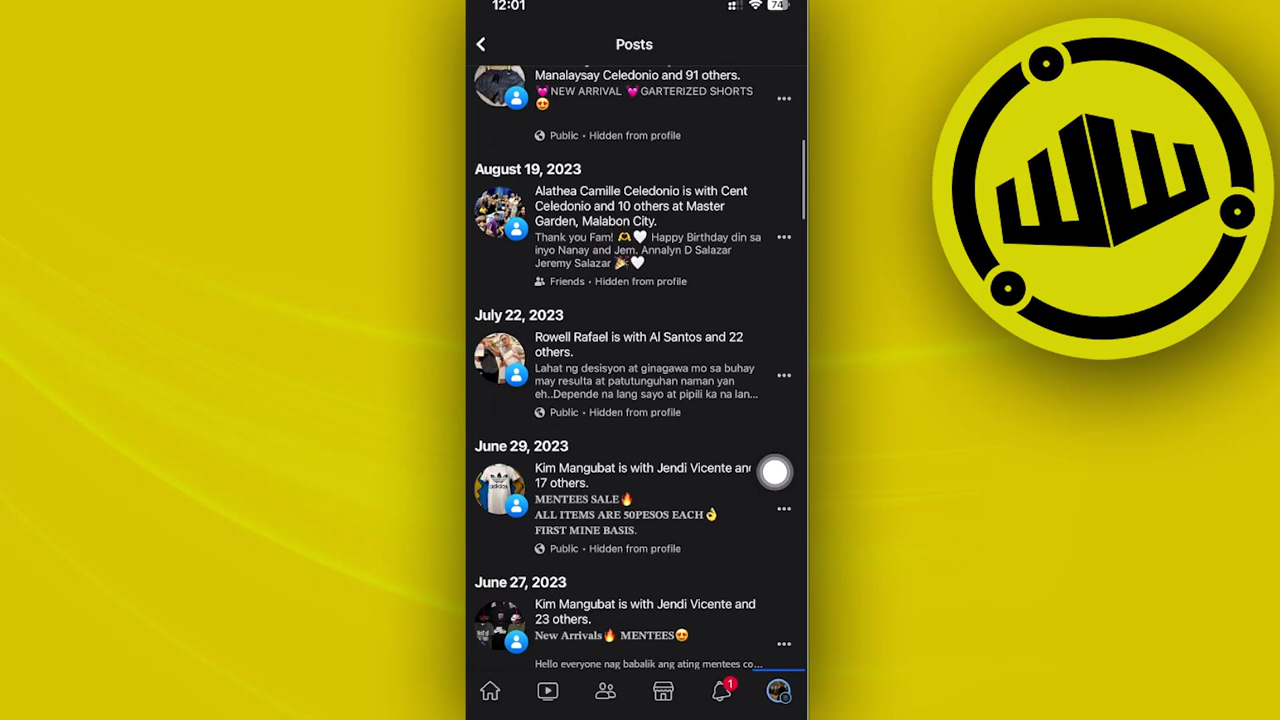 12:01
74
Posts
Manalaysay Celedonio and 91 others.
💓NEW ARRIVAL 💓GARTERIZED SHORTS
😍
Public • Hidden from profile
August 19, 2023
Alathea Camille Celedonio is with Cent
Celedonio and 10 others at Master
Garden, Malabon City.
Thank you Fam! 🫶🤍 Happy Birthday din sa
inyo Nanay and Jem. Annalyn D Salazar
Jeremy Salazar 🎉🤍
Friends • Hidden from profile
July 22, 2023
Rowell Rafael is with Al Santos and 22
others.
Lahat ng desisyon at ginagawa mo sa buhay
may resulta at patutunguhan naman yan
eh..Depende na lang sayo at pipili ka na lan...
Public • Hidden from profile
June 29, 2023
Kim Mangubat is with Jendi Vicente and
17 others.
adidas
𝐌𝐄𝐍𝐓𝐄𝐄𝐒 𝐒𝐀𝐋𝐄🔥
𝐀𝐋𝐋 𝐈𝐓𝐄𝐌𝐒 𝐀𝐑𝐄 𝟓𝟎𝐏𝐄𝐒𝐎𝐒 𝐄𝐀𝐂𝐇👌
𝐅𝐈𝐑𝐒𝐓 𝐌𝐈𝐍𝐄 𝐁𝐀𝐒𝐈𝐒.
Public • Hidden from profile
June 27, 2023
Kim Mangubat is with Jendi Vicente and
23 others.
𝐍𝐞𝐰 𝐀𝐫𝐫𝐢𝐯𝐚𝐥𝐬🔥 𝐌𝐄𝐍𝐓𝐄𝐄𝐒😍
Hello everyone nag babalik ang ating mentees co...
1